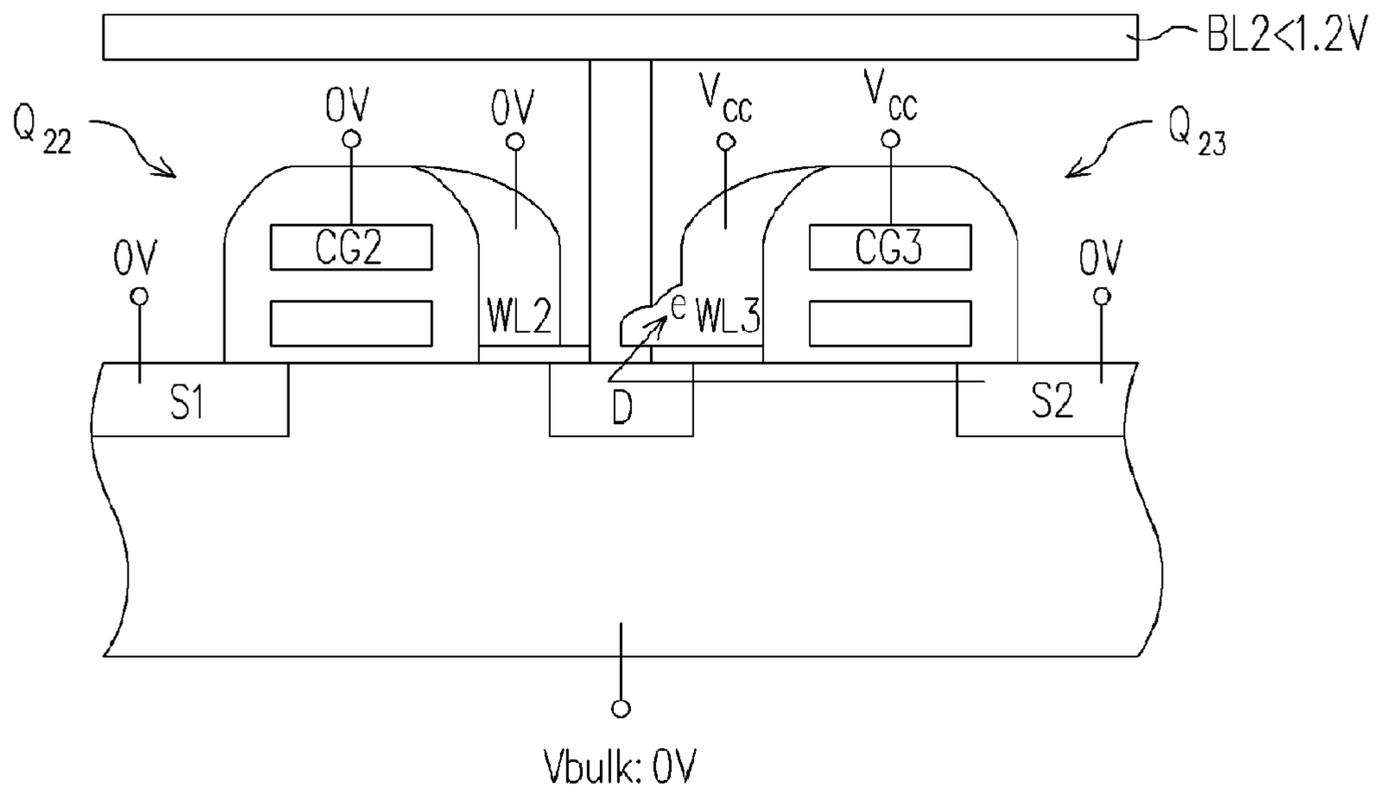 BL2<1.2V
Q22
0V
0V
Vcc
Vcc
Q23
0V
CG2
CG3
0V
WL2
e
WL3
S1
D
S2
Vbulk: 0V